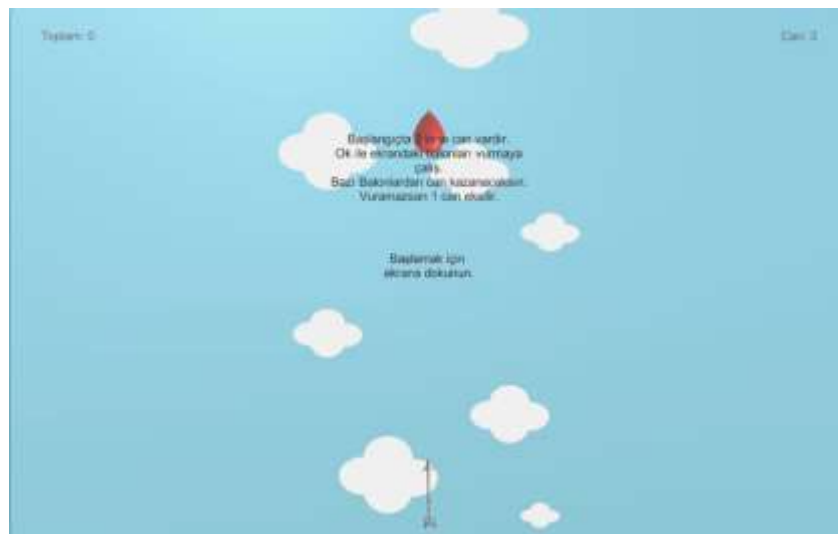 Toplam: 0
Can: 3
Başlangıçta can vardır.
Ok ile ekrandaki balonları vurmaya
çalış.
Bazı Balonlardan can kazanacaksın.
Vuramazsan 1 can eksilir.
Başlamak için
ekrana dokunun.